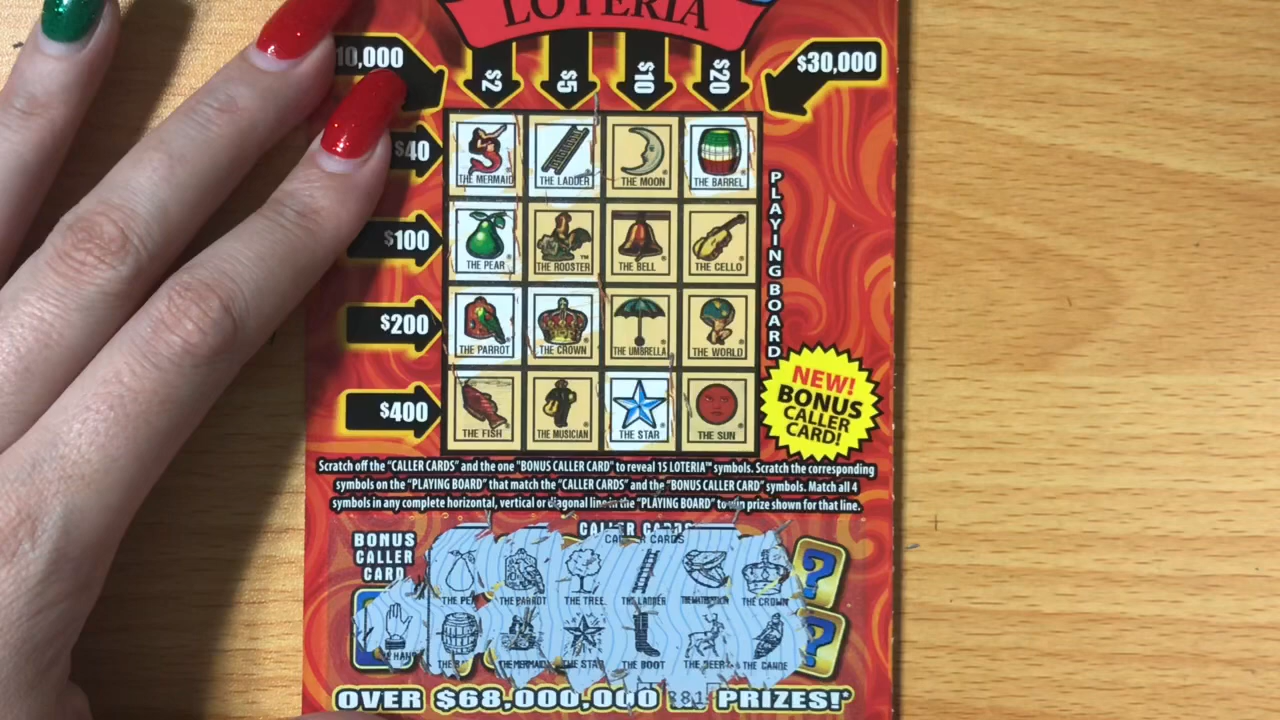 LOTERIA
10,000 $2 $5 $10 $20 $30,000
$40 THE MERMAID THE LADDER THE MOON THE BARREL
$100 THE PEAR THE ROOSTER THE BELL THE CELLO
$200 THE PARROT THE CROWN THE UMBRELLA THE WORLD
$400 THE FISH THE MUSICIAN THE STAR THE SUN
PLAYING BOARD
NEW!
BONUS
CALLER
CARD!
Scratch off the "CALLER CARDS" and the one "BONUS CALLER CARD" to reveal 15 LOTERIA™ symbols. Scratch the corresponding
symbols on the "PLAYING BOARD" that match the "CALLER CARDS" and the "BONUS CALLER CARD" symbols. Match all 4
symbols in any complete horizontal, vertical or diagonal line in the "PLAYING BOARD" to win prize shown for that line.
CALLER CARDS
BONUS
CALLER
CARD
THE PARROT THE TREE THE LADDER THE CROWN ?
THE MERMAID THE STAR THE BOOT THE DEER THE CANOE ?
OVER $68,000,000 381 PRIZES!*